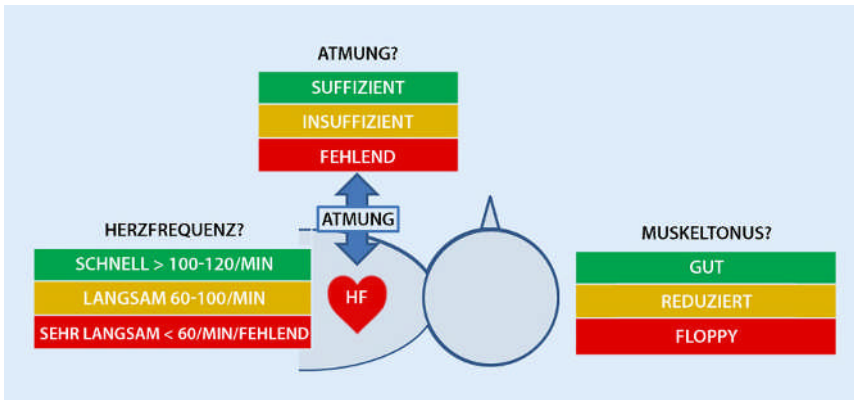 ATMUNG?
SUFFIZIENT
INSUFFIZIENT
FEHLEND
ATMUNG
HERZFREQUENZ?
SCHNELL > 100-120/MIN
LANGSAM 60-100/MIN
SEHR LANGSAM < 60/MIN/FEHLEND
HF
MUSKELTONUS?
GUT
REDUZIERT
FLOPPY